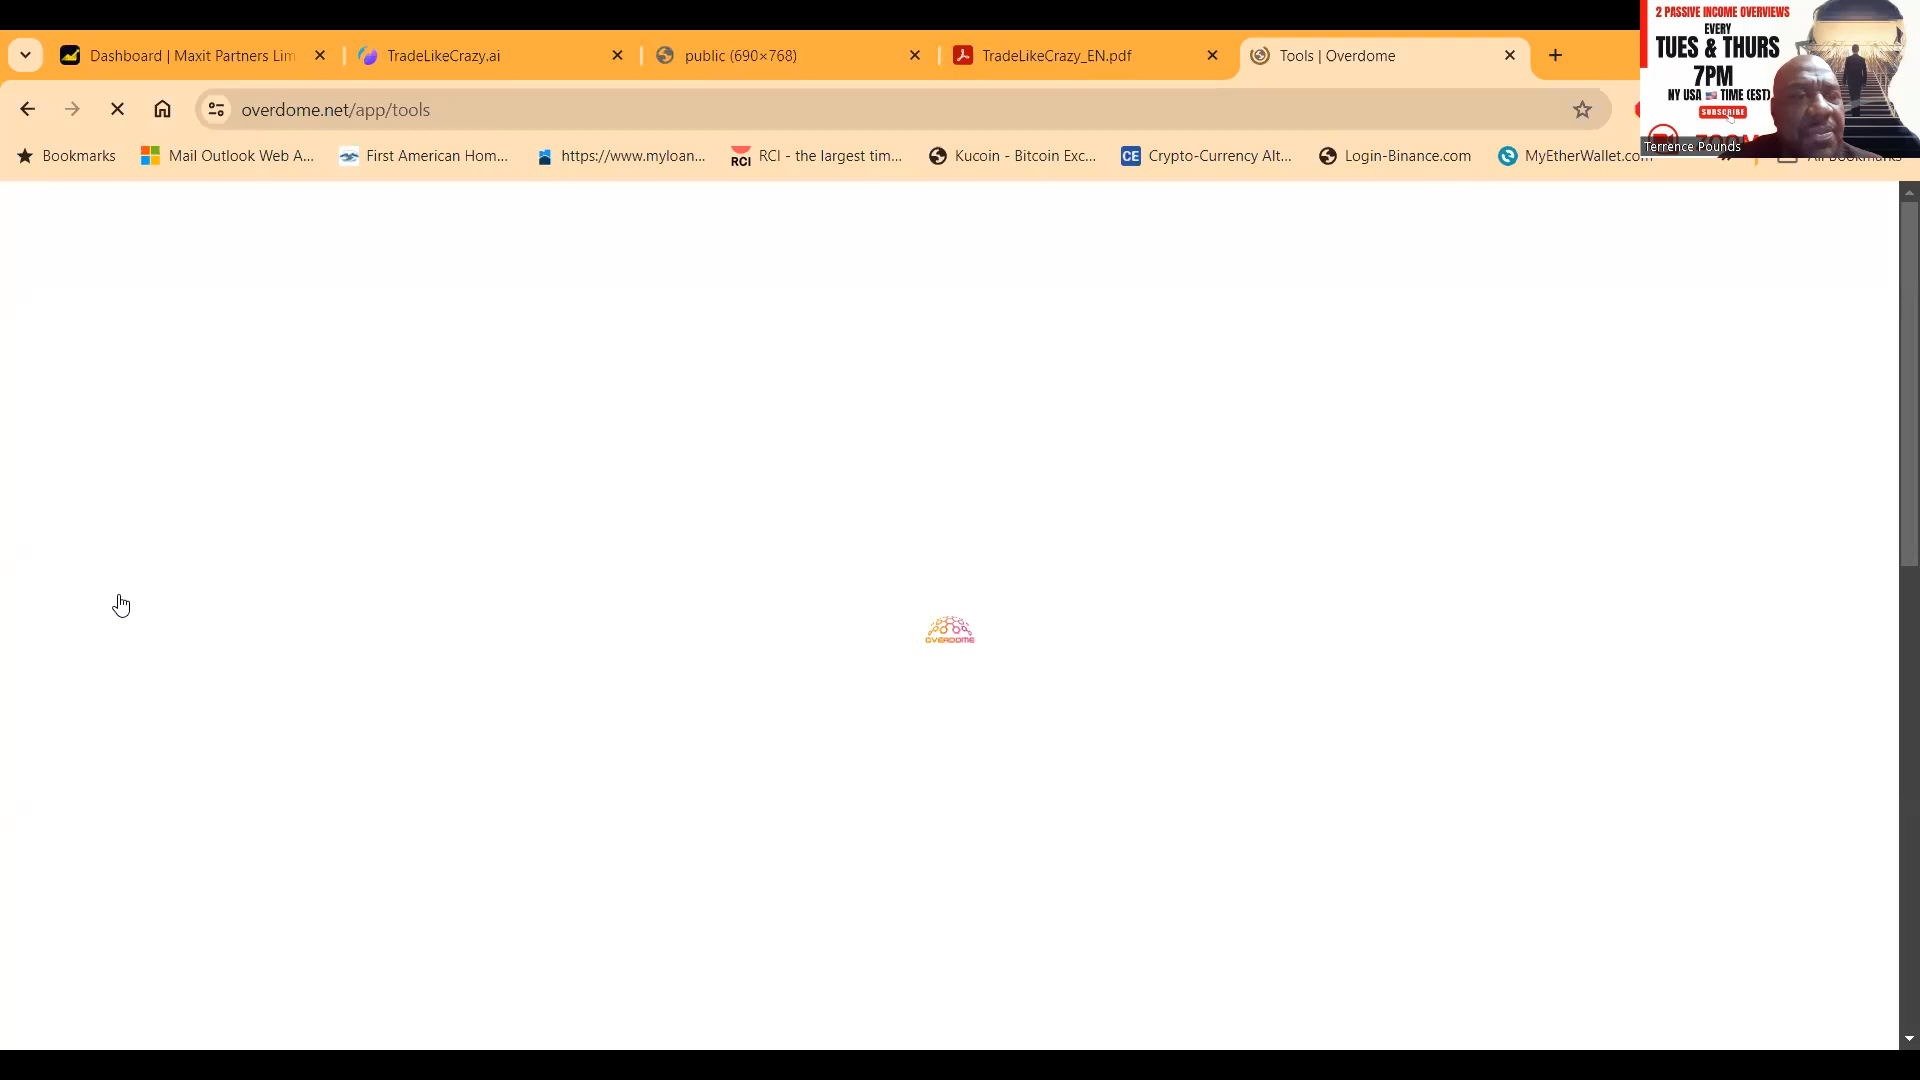 2 PASSIVE INCOME OVERVIEWS
EVERY
TUES & THURS
7PM
NY USA TIME (EST)
SUBSCRIBE
Terrence Pounds
Dashboard | Maxit Partners Lim
TradeLikeCrazy.ai
public (690×768)
TradeLikeCrazy_EN.pdf
Tools | Overdome
overdome.net/app/tools
Bookmarks
Mail Outlook Web A...
First American Hom...
https://www.myloan...
RCI
RCI - the largest tim...
Kucoin - Bitcoin Exc...
CE
Crypto-Currency Alt...
Login-Binance.com
MyEtherWallet.com
All Bookmarks
OVERDOME